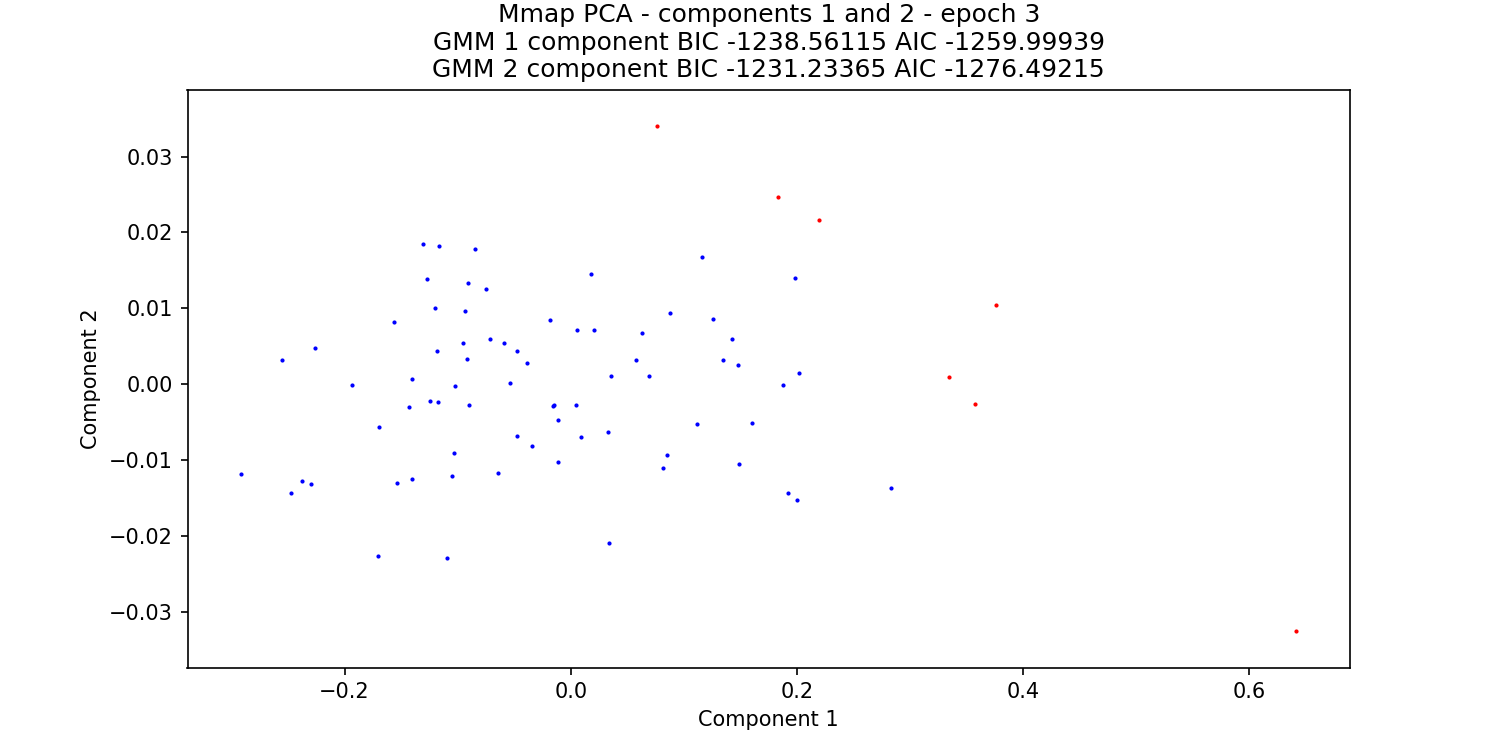 Mmap PCA - components 1 and 2 - epoch 3
GMM 1 component BIC -1238.56115 AIC -1259.99939
GMM 2 component BIC -1231.23365 AIC -1276.49215
0.03
0.02
0.01
0.00
−0.01
−0.02
−0.03
Component 2
−0.2
0.0
0.2
0.4
0.6
Component 1